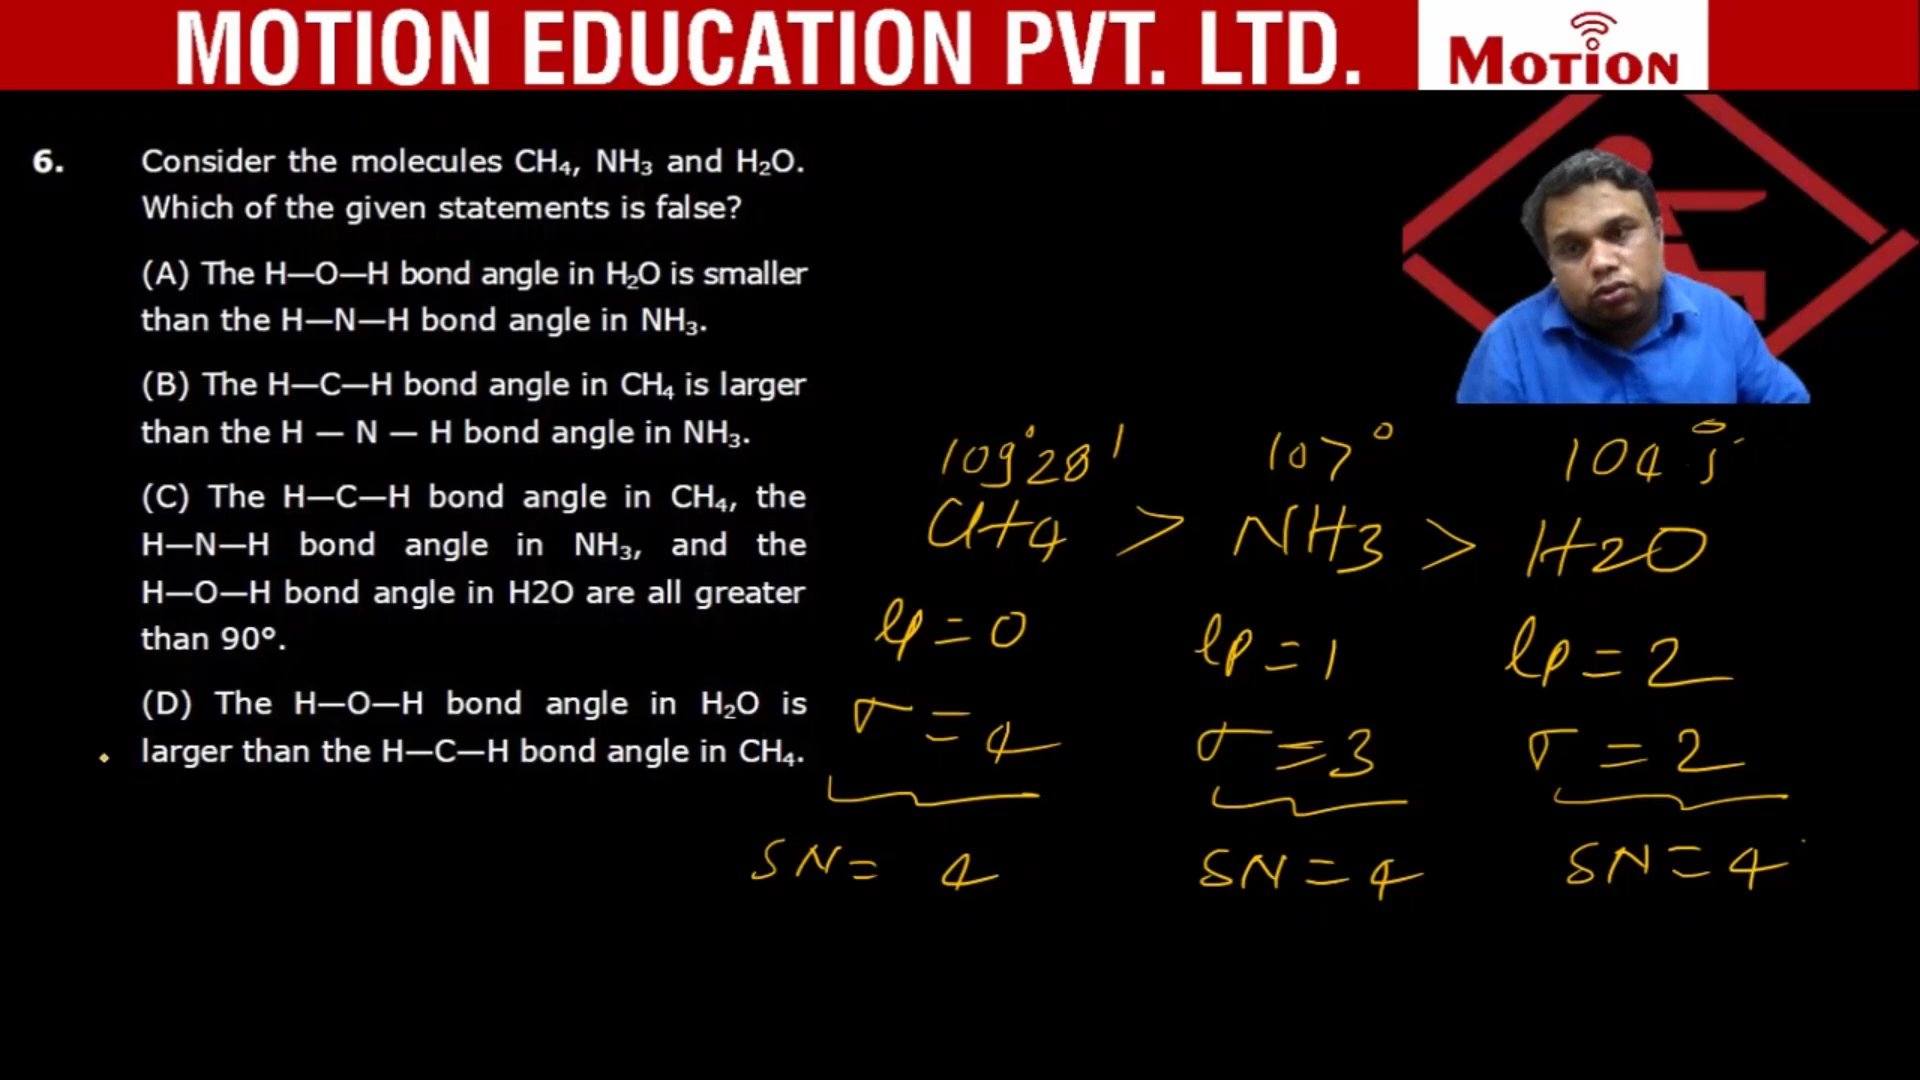 MOTION EDUCATION PVT. LTD.
MOTION
6. Consider the molecules CH₄, NH₃ and H₂O.
Which of the given statements is false?
(A) The H—O—H bond angle in H₂O is smaller
than the H—N—H bond angle in NH₃.
(B) The H—C—H bond angle in CH₄ is larger
than the H — N — H bond angle in NH₃.
(C) The H—C—H bond angle in CH₄, the
H—N—H bond angle in NH₃, and the
H—O—H bond angle in H2O are all greater
than 90°.
(D) The H—O—H bond angle in H₂O is
larger than the H—C—H bond angle in CH₄.
109°28' 107° 104.5°
CH4 > NH3 > H2O
lp = 0 lp = 1 lp = 2
σ = 4 σ = 3 σ = 2
SN = 4 SN = 4 SN = 4